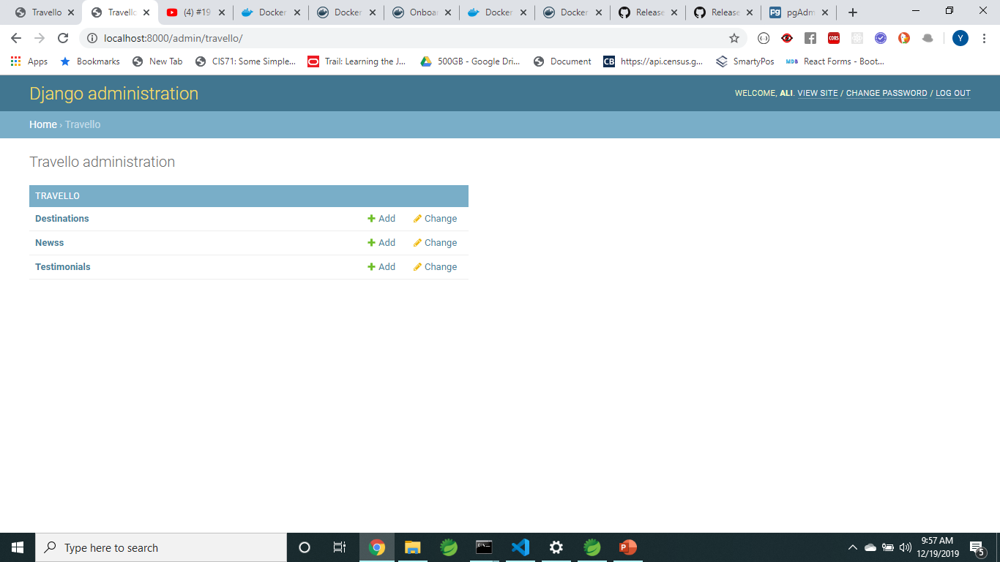 Travello Travello (4) #19 Docker Docker Onboar Docker Docker Release Release pgAdm
localhost:8000/admin/travello/
Apps Bookmarks New Tab CIS71: Some Simple... Trail: Learning the J... 500GB - Google Dri... Document https://api.census.g... SmartyPos React Forms - Boot...
Django administration
WELCOME, ALI. VIEW SITE / CHANGE PASSWORD / LOG OUT
Home › Travello
Travello administration
TRAVELLO
Destinations Add Change
Newss Add Change
Testimonials Add Change
Type here to search
9:57 AM
12/19/2019
5